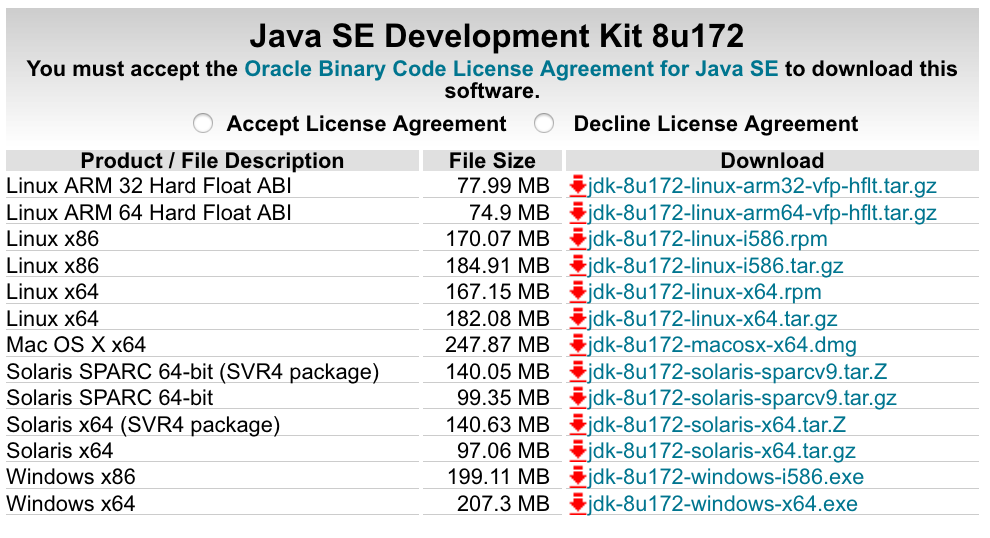 Java SE Development Kit 8u172
You must accept the Oracle Binary Code License Agreement for Java SE to download this
software.
Accept License Agreement Decline License Agreement
Product / File Description File Size Download
Linux ARM 32 Hard Float ABI 77.99 MB jdk-8u172-linux-arm32-vfp-hflt.tar.gz
Linux ARM 64 Hard Float ABI 74.9 MB jdk-8u172-linux-arm64-vfp-hflt.tar.gz
Linux x86 170.07 MB jdk-8u172-linux-i586.rpm
Linux x86 184.91 MB jdk-8u172-linux-i586.tar.gz
Linux x64 167.15 MB jdk-8u172-linux-x64.rpm
Linux x64 182.08 MB jdk-8u172-linux-x64.tar.gz
Mac OS X x64 247.87 MB jdk-8u172-macosx-x64.dmg
Solaris SPARC 64-bit (SVR4 package) 140.05 MB jdk-8u172-solaris-sparcv9.tar.Z
Solaris SPARC 64-bit 99.35 MB jdk-8u172-solaris-sparcv9.tar.gz
Solaris x64 (SVR4 package) 140.63 MB jdk-8u172-solaris-x64.tar.Z
Solaris x64 97.06 MB jdk-8u172-solaris-x64.tar.gz
Windows x86 199.11 MB jdk-8u172-windows-i586.exe
Windows x64 207.3 MB jdk-8u172-windows-x64.exe